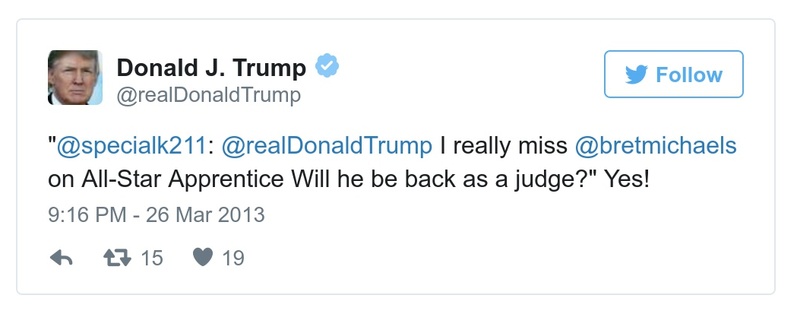 Donald J. Trump
@realDonaldTrump
Follow
"@specialk211: @realDonaldTrump I really miss @bretmichaels
on All-Star Apprentice Will he be back as a judge?" Yes!
9:16 PM - 26 Mar 2013
15 19